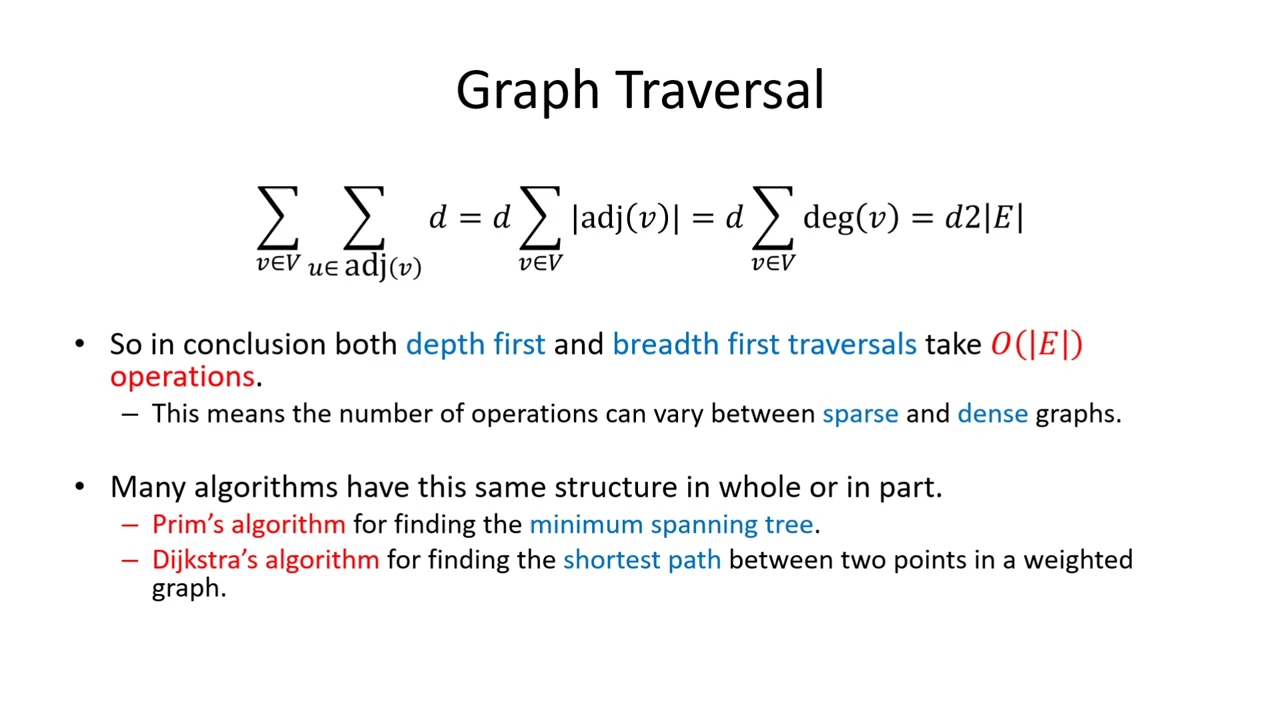 Graph Traversal
∑_{v∈V} ∑_{u∈ adj(v)} d = d ∑_{v∈V} |adj(v)| = d ∑_{v∈V} deg(v) = d2|E|
• So in conclusion both depth first and breadth first traversals take O(|E|)
operations.
– This means the number of operations can vary between sparse and dense graphs.
• Many algorithms have this same structure in whole or in part.
– Prim’s algorithm for finding the minimum spanning tree.
– Dijkstra’s algorithm for finding the shortest path between two points in a weighted
graph.